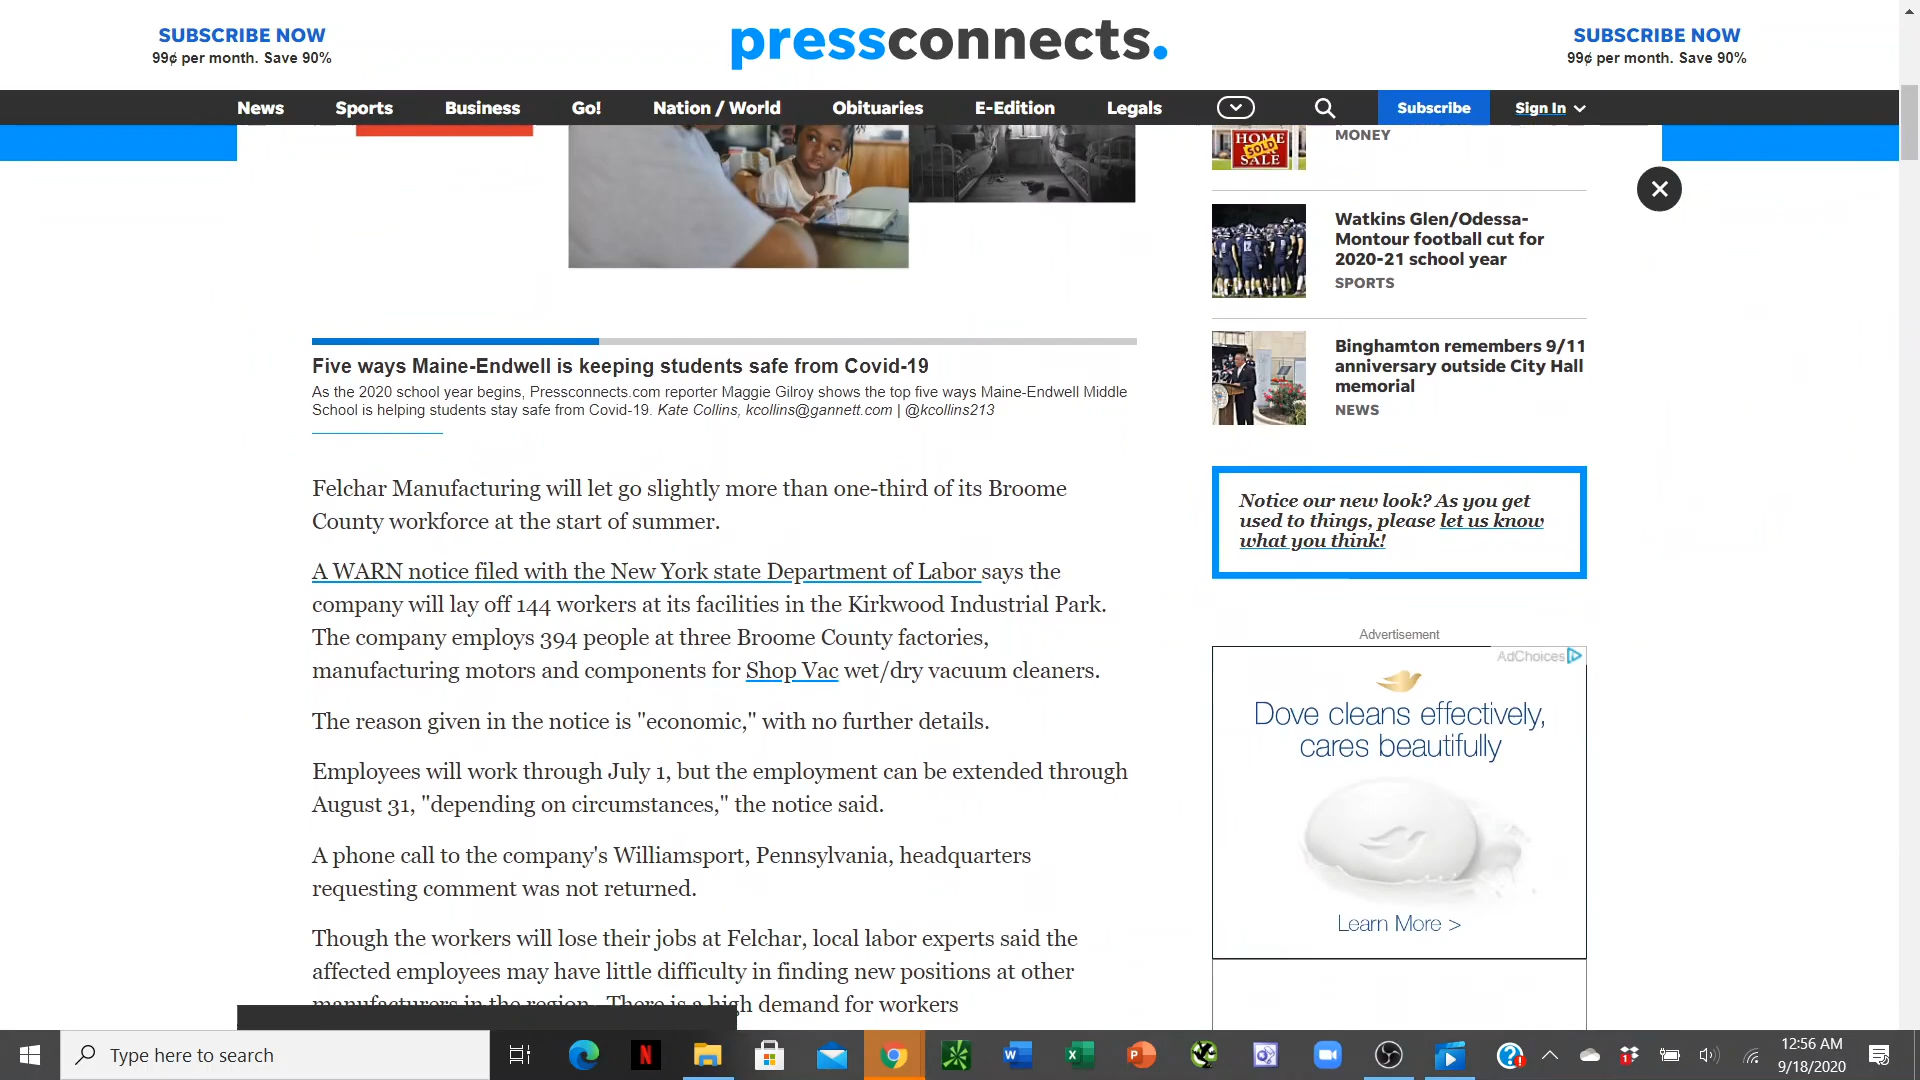 SUBSCRIBE NOW
99¢ per month. Save 90%
pressconnects.
SUBSCRIBE NOW
99¢ per month. Save 90%
News Sports Business Go! Nation / World Obituaries E-Edition Legals Subscribe Sign In
HOME
SOLD
SALE
MONEY
Watkins Glen/Odessa-
Montour football cut for
2020-21 school year
SPORTS
Binghamton remembers 9/11
anniversary outside City Hall
memorial
NEWS
Five ways Maine-Endwell is keeping students safe from Covid-19
As the 2020 school year begins, Pressconnects.com reporter Maggie Gilroy shows the top five ways Maine-Endwell Middle
School is helping students stay safe from Covid-19. Kate Collins, kcollins@gannett.com | @kcollins213
Felchar Manufacturing will let go slightly more than one-third of its Broome
County workforce at the start of summer.
A WARN notice filed with the New York state Department of Labor says the
company will lay off 144 workers at its facilities in the Kirkwood Industrial Park.
The company employs 394 people at three Broome County factories,
manufacturing motors and components for Shop Vac wet/dry vacuum cleaners.
The reason given in the notice is "economic," with no further details.
Employees will work through July 1, but the employment can be extended through
August 31, "depending on circumstances," the notice said.
A phone call to the company's Williamsport, Pennsylvania, headquarters
requesting comment was not returned.
Though the workers will lose their jobs at Felchar, local labor experts said the
affected employees may have little difficulty in finding new positions at other
manufacturers in the region. There is a high demand for workers
Notice our new look? As you get
used to things, please let us know
what you think!
Advertisement
AdChoices
Dove cleans effectively,
cares beautifully
Learn More >
Type here to search
12:56 AM
9/18/2020